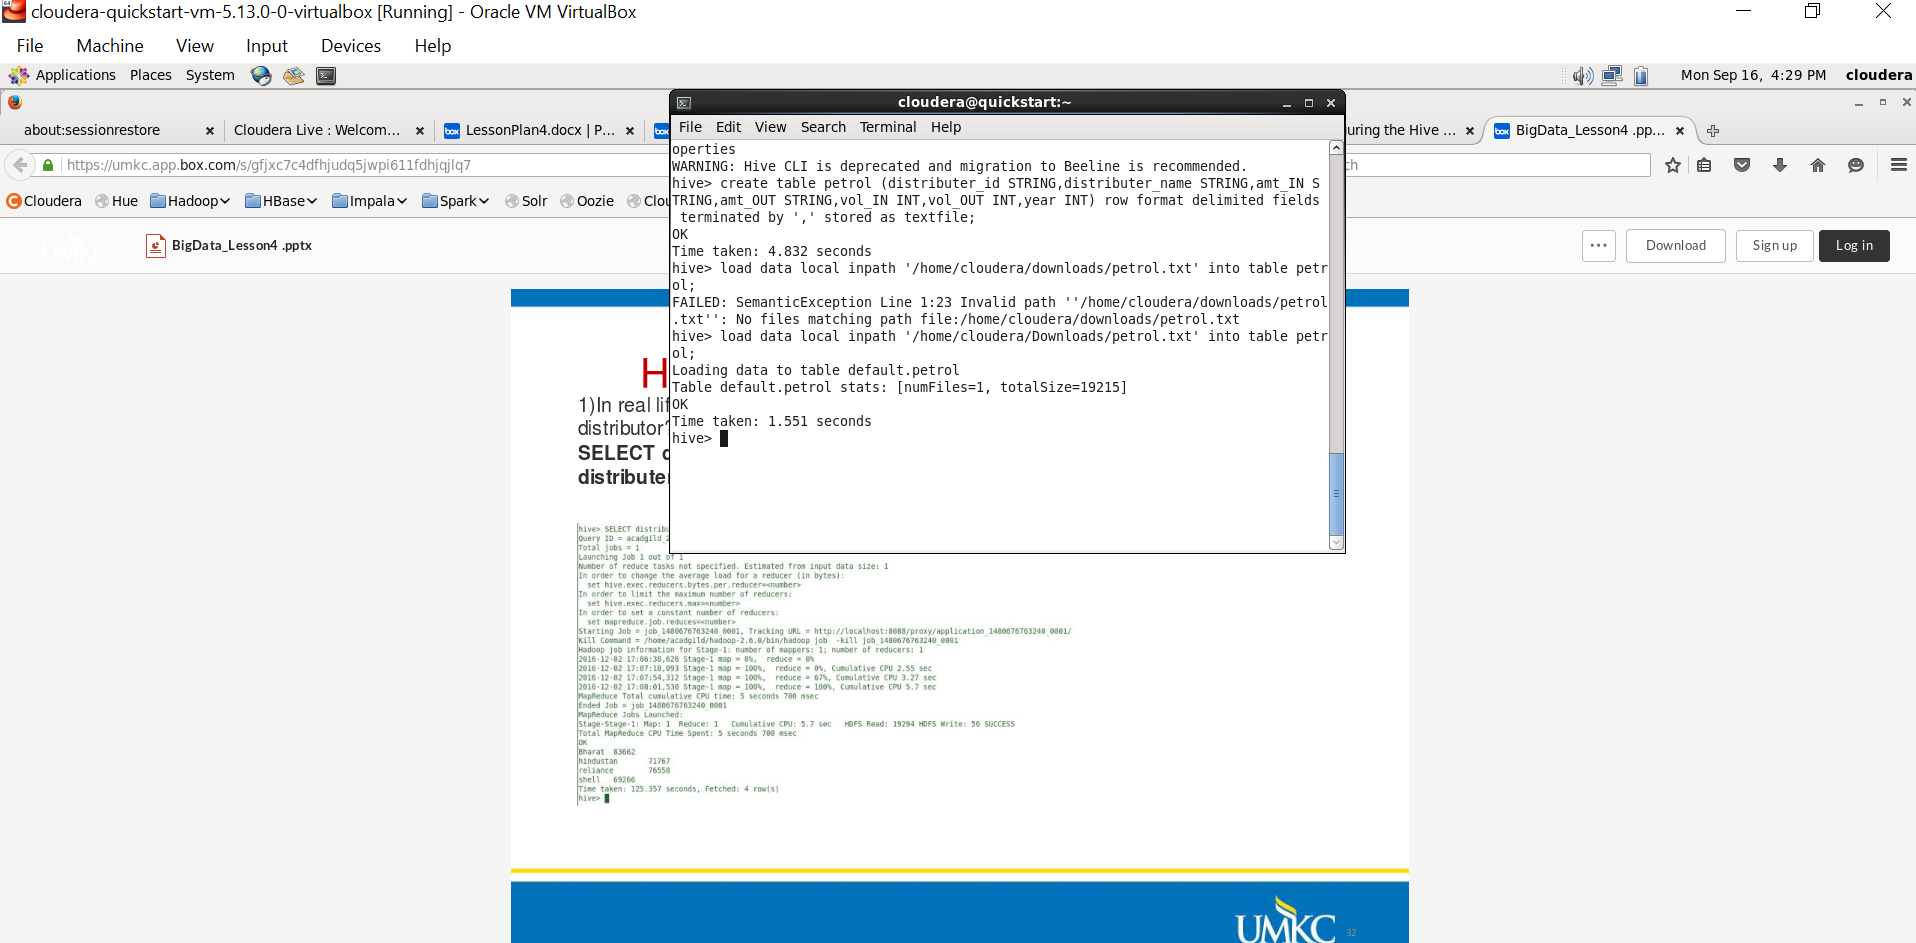 cloudera-quickstart-vm-5.13.0-0-virtualbox [Running] - Oracle VM VirtualBox
File Machine View Input Devices Help
Applications Places System Mon Sep 16, 4:29 PM cloudera
cloudera@quickstart:~
about:sessionrestore Cloudera Live : Welcom... LessonPlan4.docx | P... uring the Hive ... BigData_Lesson4 .pp...
File Edit View Search Terminal Help
https://umkc.app.box.com/s/gfjxc7c4dfhjudq5jwpi611fdhjqjlq7
Cloudera Hue Hadoop HBase Impala Spark Solr Oozie Clou
UMKC BigData_Lesson4 .pptx Download Sign up Log in
operties
WARNING: Hive CLI is deprecated and migration to Beeline is recommended.
hive> create table petrol (distributer_id STRING,distributer_name STRING,amt_IN S
TRING,amt_OUT STRING,vol_IN INT,vol_OUT INT,year INT) row format delimited fields
 terminated by ',' stored as textfile;
OK
Time taken: 4.832 seconds
hive> load data local inpath '/home/cloudera/downloads/petrol.txt' into table petr
ol;
FAILED: SemanticException Line 1:23 Invalid path ''/home/cloudera/downloads/petrol
.txt'': No files matching path file:/home/cloudera/downloads/petrol.txt
hive> load data local inpath '/home/cloudera/Downloads/petrol.txt' into table petr
ol;
Loading data to table default.petrol
Table default.petrol stats: [numFiles=1, totalSize=19215]
OK
Time taken: 1.551 seconds
hive>
H
1)In real lif
distributor?
SELECT d
distributer
hive> SELECT distribu
Query ID = acadgild_2
Total jobs = 1
Launching Job 1 out of 1
Number of reduce tasks not specified. Estimated from input data size: 1
In order to change the average load for a reducer (in bytes):
  set hive.exec.reducers.bytes.per.reducer=<number>
In order to limit the maximum number of reducers:
  set hive.exec.reducers.max=<number>
In order to set a constant number of reducers:
  set mapreduce.job.reduces=<number>
Starting Job = job_1480676763240_0001, Tracking URL = http://localhost:8088/proxy/application_1480676763240_0001/
Kill Command = /home/acadgild/hadoop-2.6.0/bin/hadoop job  -kill job_1480676763240_0001
Hadoop job information for Stage-1: number of mappers: 1; number of reducers: 1
2016-12-02 17:06:38,626 Stage-1 map = 0%,  reduce = 0%
2016-12-02 17:07:18,093 Stage-1 map = 100%,  reduce = 0%, Cumulative CPU 2.55 sec
2016-12-02 17:07:54,312 Stage-1 map = 100%,  reduce = 67%, Cumulative CPU 3.27 sec
2016-12-02 17:08:01,530 Stage-1 map = 100%,  reduce = 100%, Cumulative CPU 5.7 sec
MapReduce Total cumulative CPU time: 5 seconds 700 msec
Ended Job = job_1480676763240_0001
MapReduce Jobs Launched:
Stage-Stage-1: Map: 1  Reduce: 1   Cumulative CPU: 5.7 sec   HDFS Read: 19294 HDFS Write: 56 SUCCESS
Total MapReduce CPU Time Spent: 5 seconds 700 msec
OK
Bharat 83662
hindustan 71767
reliance 76558
shell 69266
Time taken: 125.357 seconds, Fetched: 4 row(s)
hive>
UMKC 32